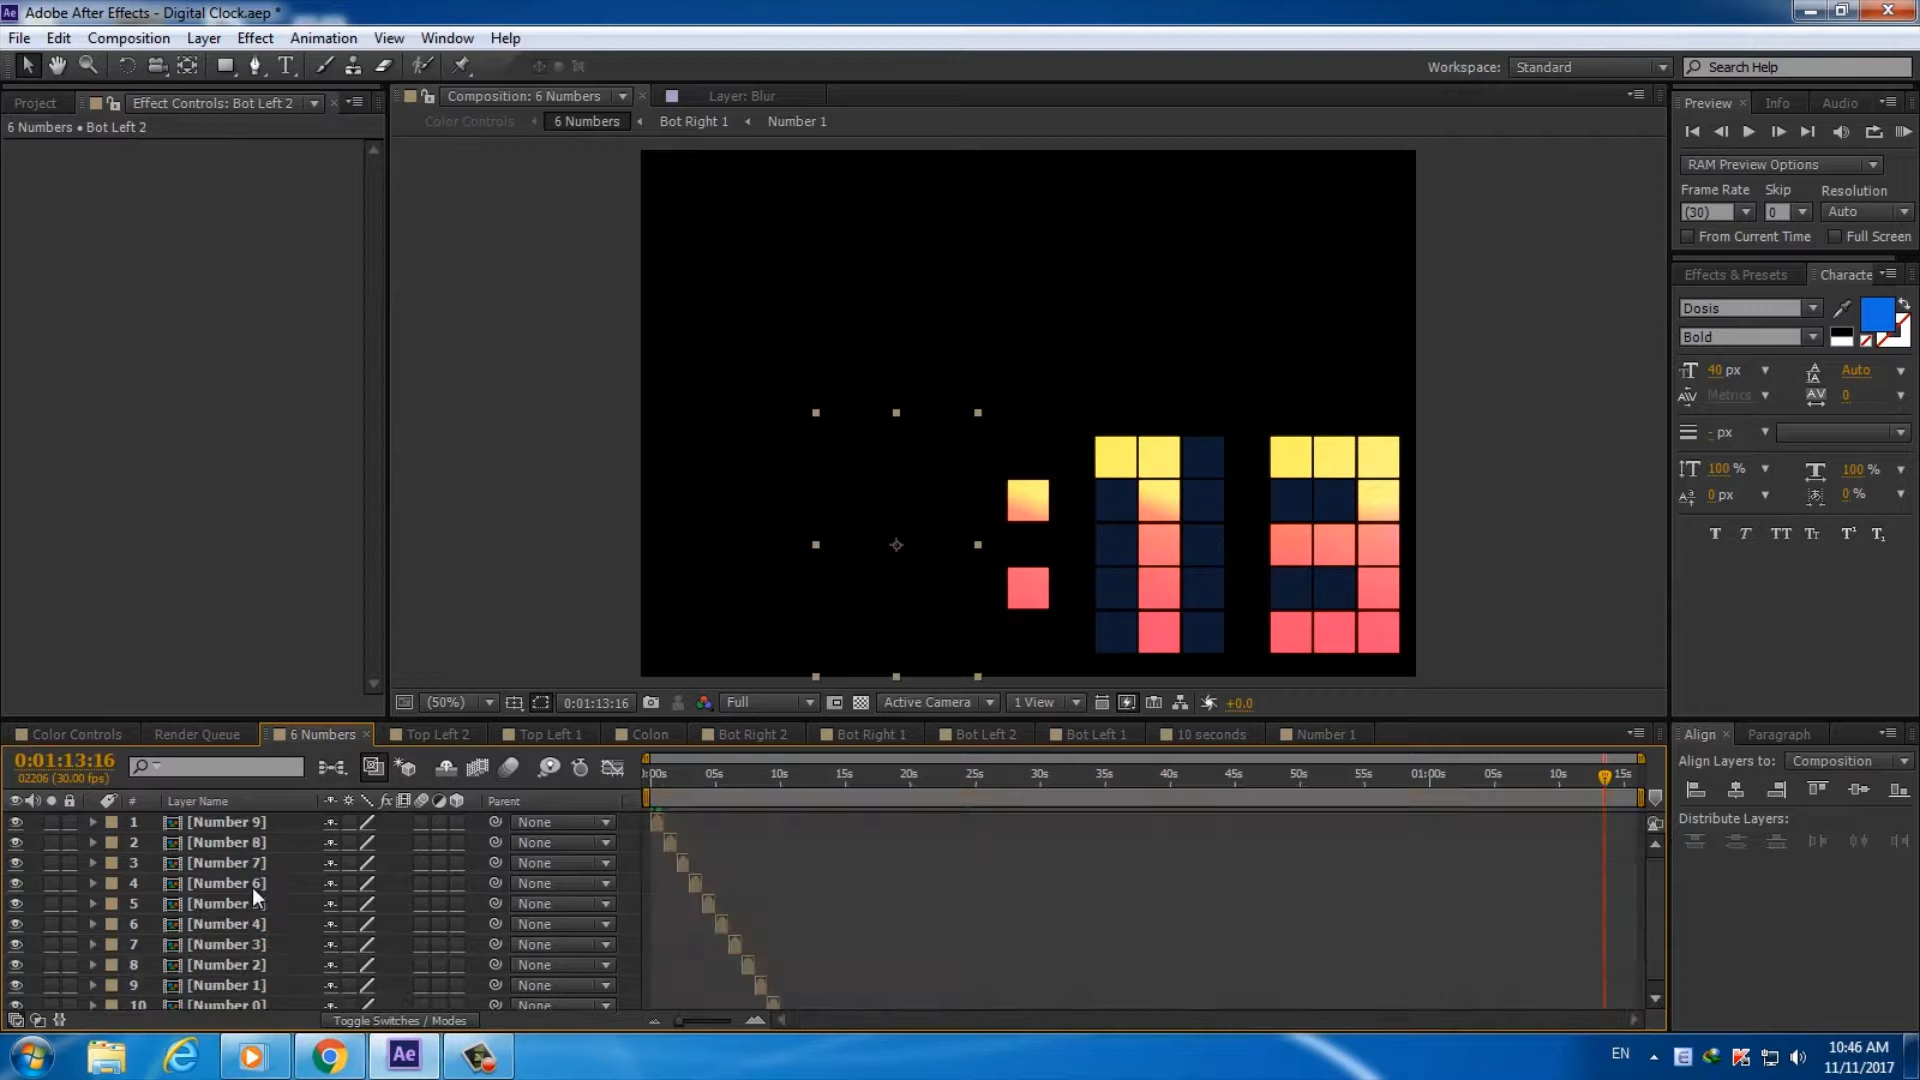 Ae Adobe After Effects - Digital Clock.aep *
File Edit Composition Layer Effect Animation View Window Help
Workspace: Standard Search Help
Project Effect Controls: Bot Left 2
6 Numbers • Bot Left 2
Composition: 6 Numbers Layer: Blur
Color Controls 6 Numbers Bot Right 1 Number 1
Preview Info Audio
RAM Preview Options
Frame Rate Skip Resolution
(30) 0 Auto
From Current Time Full Screen
Effects & Presets Characte
Dosis
Bold
40 px Auto
Metrics 0
- px
100 % 100 %
0 px 0 %
T T TT Tт T¹ T₁
(50%) 0:01:13:16 Full Active Camera 1 View +0.0
Color Controls Render Queue 6 Numbers Top Left 2 Top Left 1 Colon Bot Right 2 Bot Right 1 Bot Left 2 Bot Left 1 10 seconds Number 1
0:01:13:16
02206 (30.00 fps)
:00s 05s 10s 15s 20s 25s 30s 35s 40s 45s 50s 55s 01:00s 05s 10s 15s
# Layer Name fx Parent
1 [Number 9] None
2 [Number 8] None
3 [Number 7] None
4 [Number 6] None
5 [Number None
6 [Number 4] None
7 [Number 3] None
8 [Number 2] None
9 [Number 1] None
10 [Number 0] None
Toggle Switches / Modes
Align Paragraph
Align Layers to: Composition
Distribute Layers:
Ae
EN
10:46 AM
11/11/2017